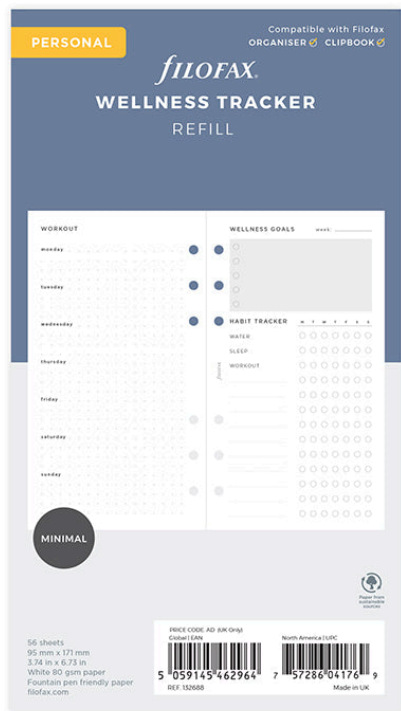 PERSONAL
Compatible with Filofax
ORGANISER CLIPBOOK
fILOFAX®
WELLNESS TRACKER
REFILL
WORKOUT
monday
tuesday
wednesday
thursday
friday
saturday
sunday
WELLNESS GOALS week:
HABIT TRACKER M T W T F S S
WATER
SLEEP
WORKOUT
filofax
MINIMAL
Paper from
sustainable
sources
56 sheets
95 mm x 171 mm
3.74 in x 6.73 in
White 80 gsm paper
Fountain pen friendly paper
filofax.com
PRICE CODE: AD (UK Only)
Global | EAN
5 059145 462964
REF. 132688
North America | UPC
7 57286 04176 9
Made in UK